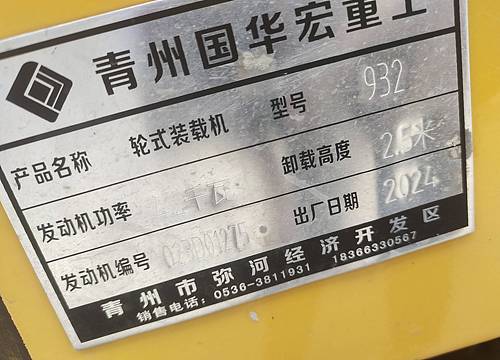 青州国华宏重工
产品名称 轮式装载机 型号 932
发动机功率 卸载高度 2.5米
发动机编号 出厂日期 2024
青州市弥河经济开发区
销售电话：0536-3811931 18366330567